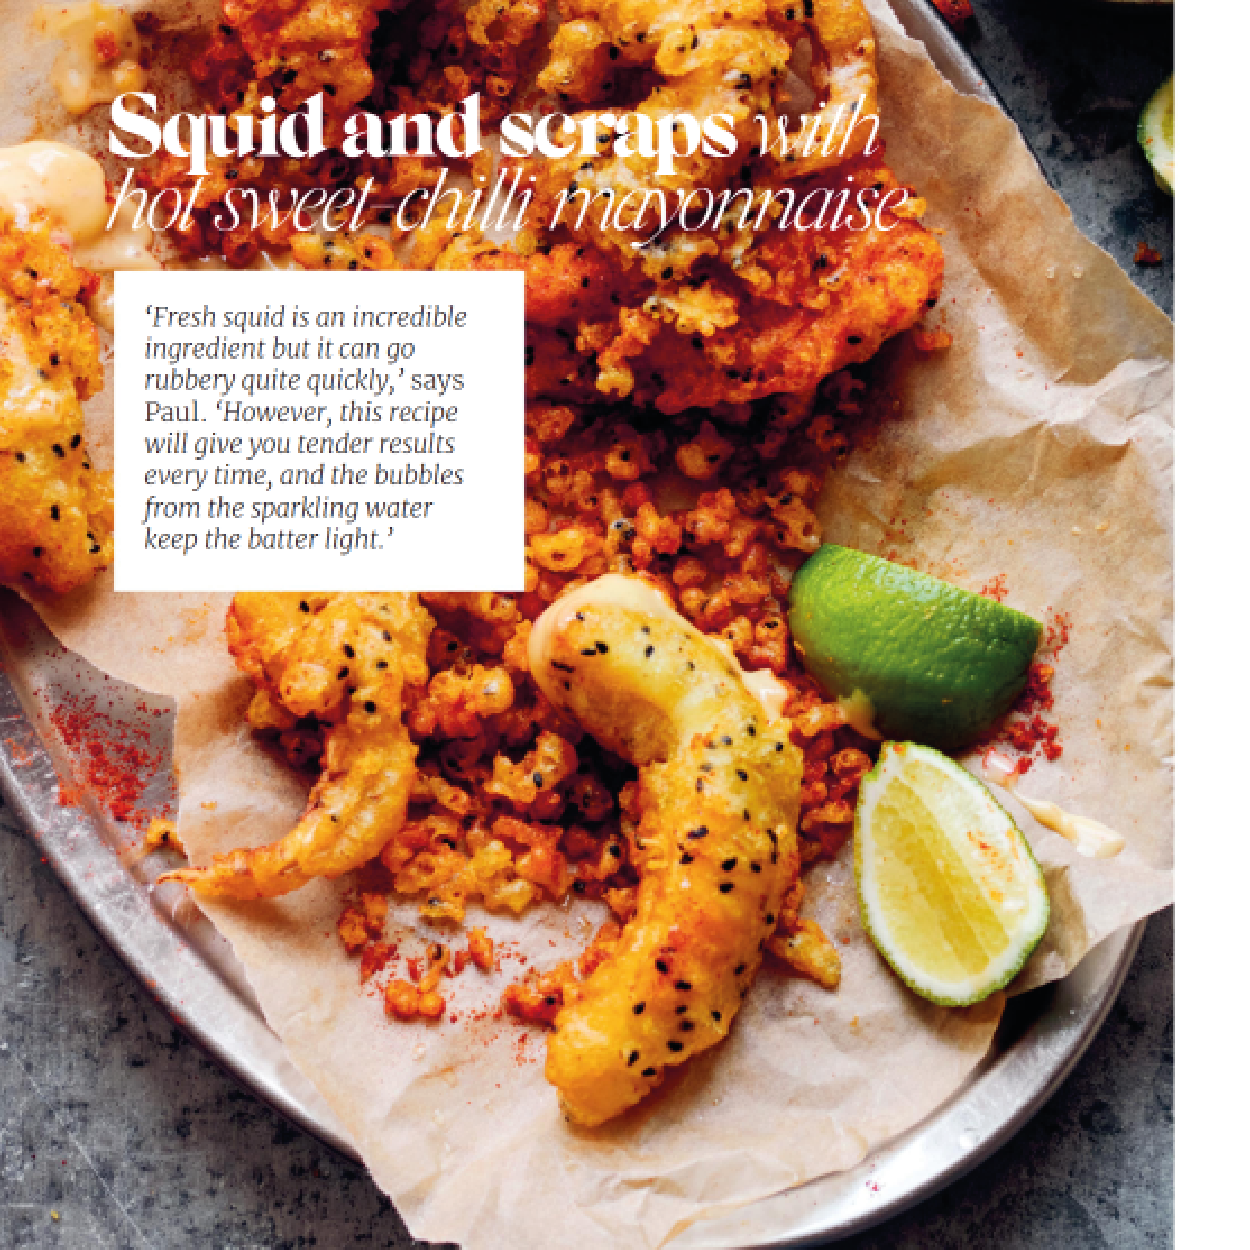 Squid and scraps with
hot sweet-chilli mayonnaise
‘Fresh squid is an incredible
ingredient but it can go
rubbery quite quickly,’ says
Paul. ‘However, this recipe
will give you tender results
every time, and the bubbles
from the sparkling water
keep the batter light.’